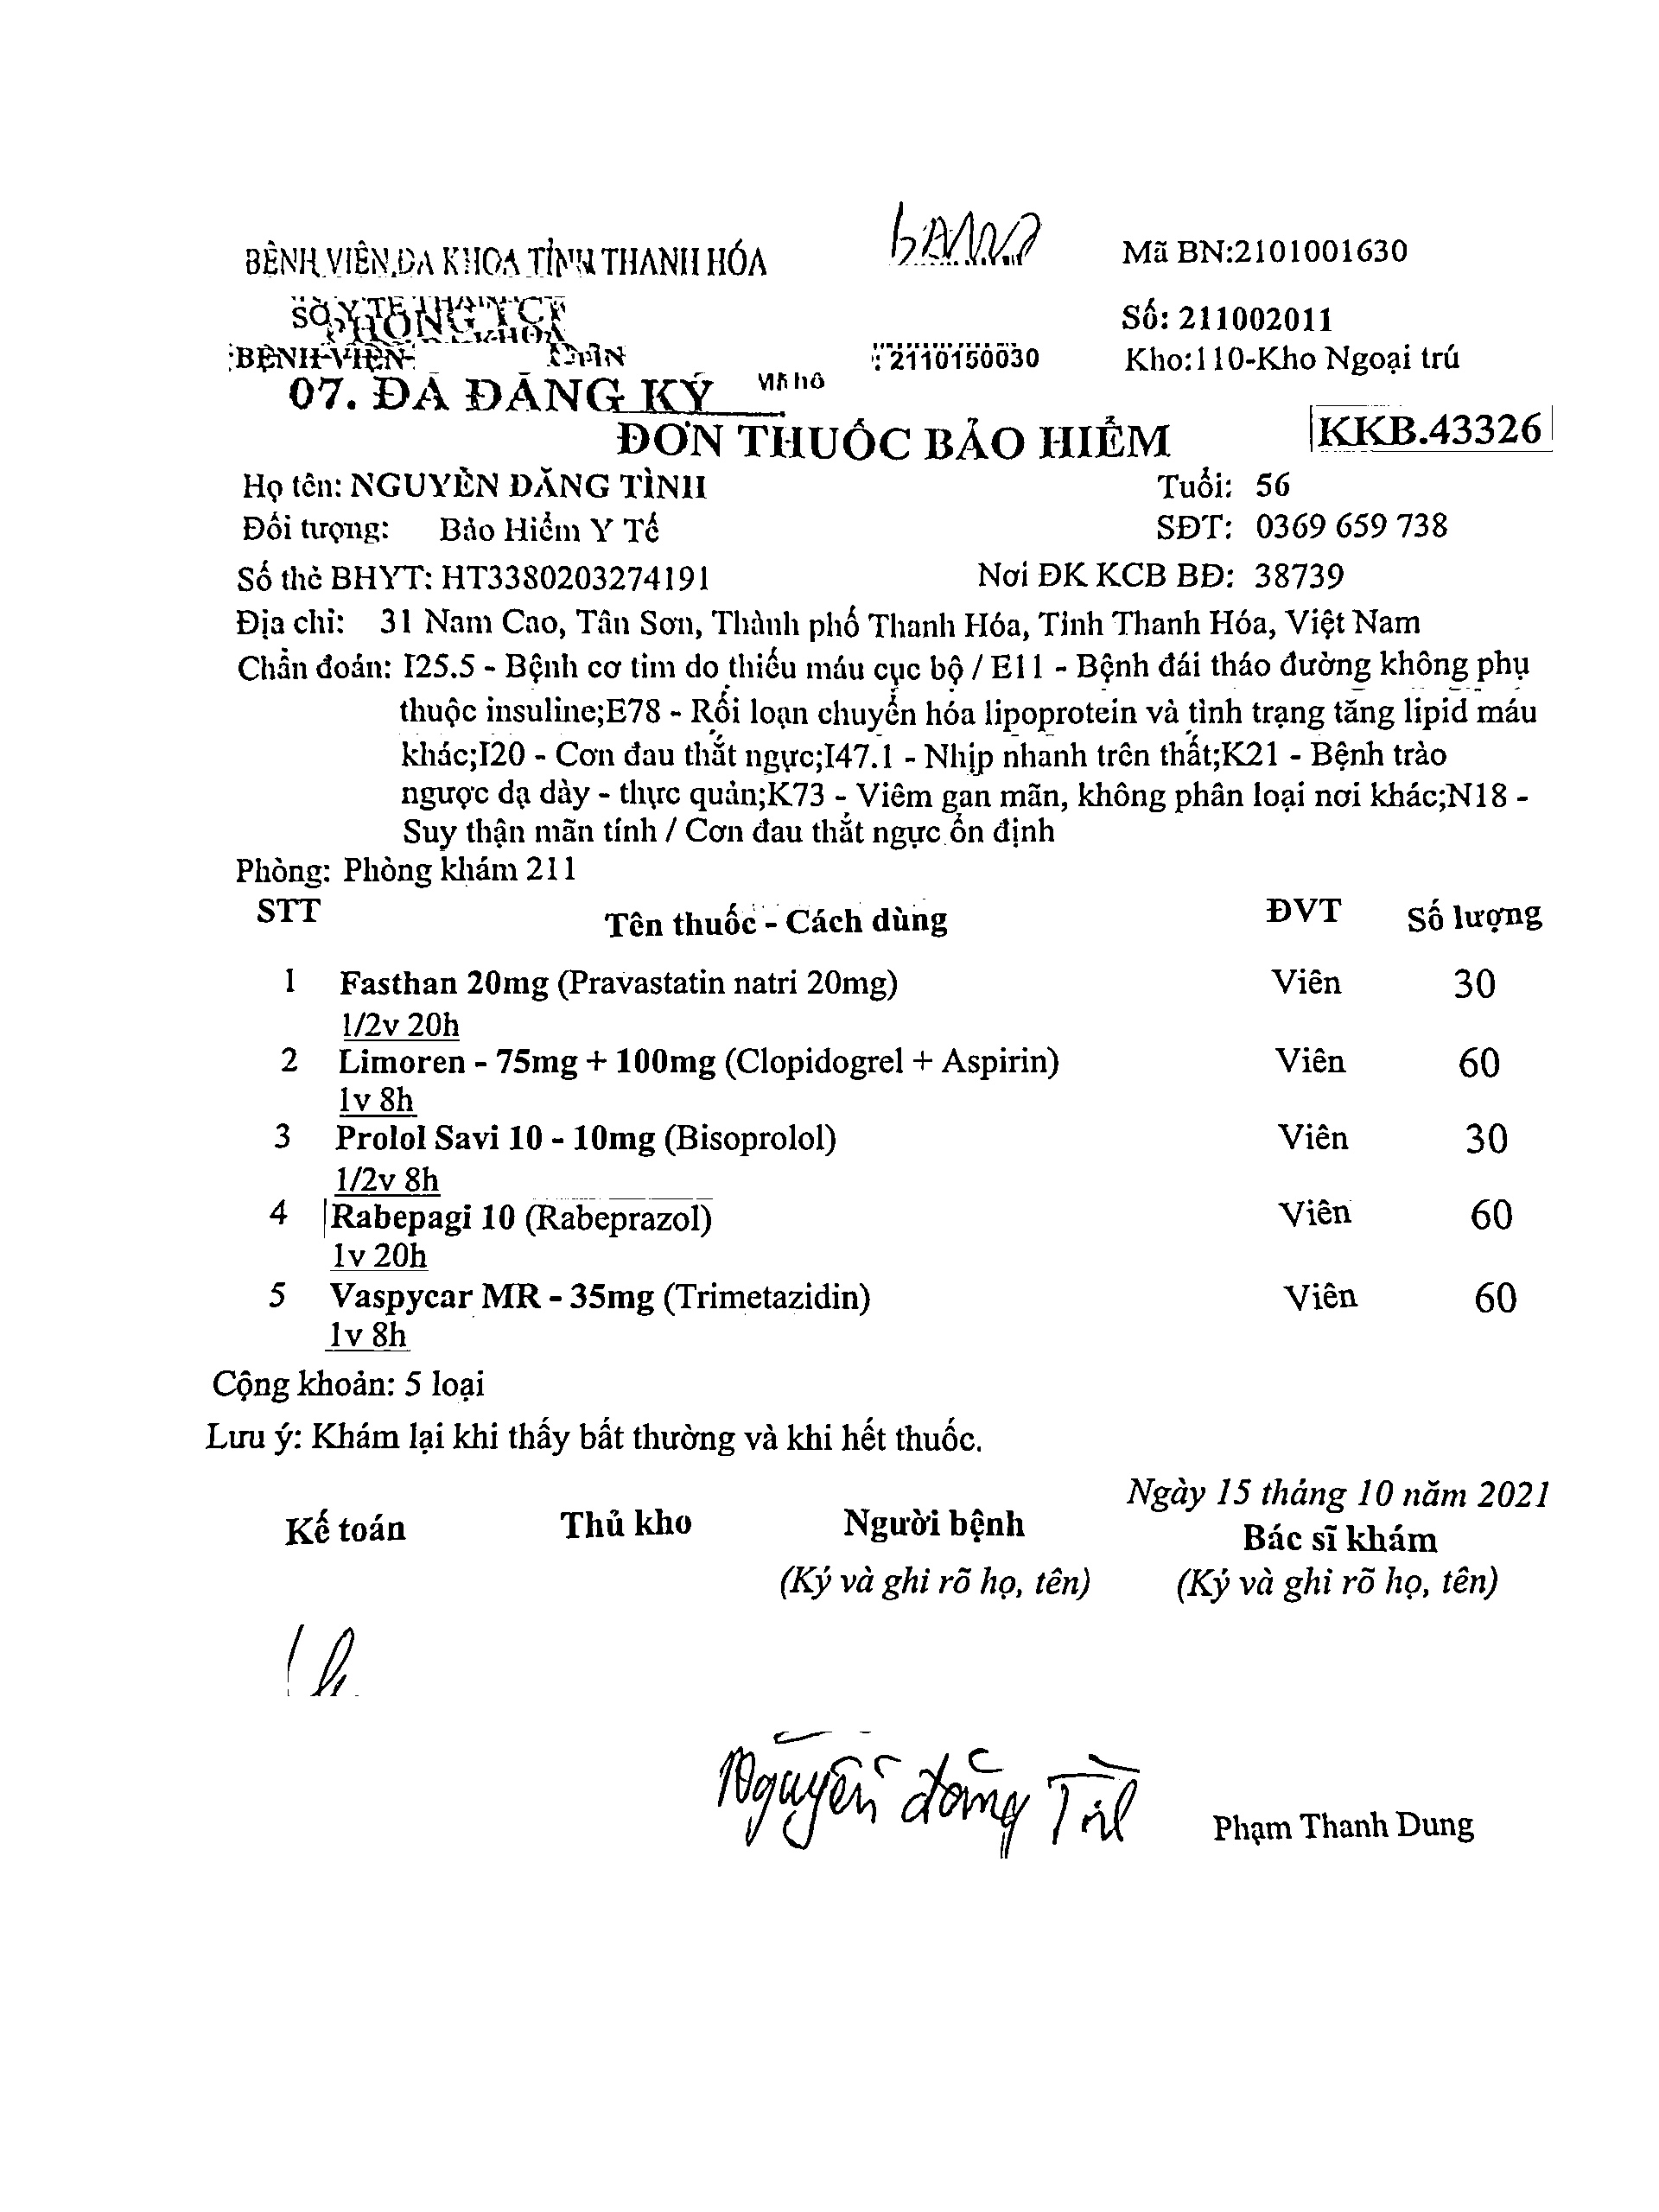 BỆNH VIỆN ĐA KHOA TỈNH THANH HÓA
Mã BN:2101001630
Số: 211002011
BỆNH VIỆN
: 2110150030
Kho:110-Kho Ngoại trú
07. ĐÃ ĐĂNG KÝ
ĐƠN THUỐC BẢO HIỂM
KKB.43326
Họ tên: NGUYỄN ĐĂNG TÌNH
Tuổi: 56
Đối tượng: Bảo Hiểm Y Tế
SĐT: 0369 659 738
Số thẻ BHYT: HT3380203274191
Nơi ĐK KCB BĐ: 38739
Địa chỉ: 31 Nam Cao, Tân Sơn, Thành phố Thanh Hóa, Tỉnh Thanh Hóa, Việt Nam
Chẩn đoán: I25.5 - Bệnh cơ tim do thiếu máu cục bộ / E11 - Bệnh đái tháo đường không phụ
thuộc insuline;E78 - Rối loạn chuyển hóa lipoprotein và tình trạng tăng lipid máu
khác;I20 - Cơn đau thắt ngực;I47.1 - Nhịp nhanh trên thất;K21 - Bệnh trào
ngược dạ dày - thực quản;K73 - Viêm gan mãn, không phân loại nơi khác;N18 -
Suy thận mãn tính / Cơn đau thắt ngực ổn định
Phòng: Phòng khám 211
STT Tên thuốc - Cách dùng ĐVT Số lượng
1 Fasthan 20mg (Pravastatin natri 20mg) Viên 30
1/2v 20h
2 Limoren - 75mg + 100mg (Clopidogrel + Aspirin) Viên 60
1v 8h
3 Prolol Savi 10 - 10mg (Bisoprolol) Viên 30
1/2v 8h
4 Rabepagi 10 (Rabeprazol) Viên 60
1v 20h
5 Vaspycar MR - 35mg (Trimetazidin) Viên 60
1v 8h
Cộng khoản: 5 loại
Lưu ý: Khám lại khi thấy bất thường và khi hết thuốc.
Ngày 15 tháng 10 năm 2021
Kế toán Thủ kho Người bệnh Bác sĩ khám
(Ký và ghi rõ họ, tên) (Ký và ghi rõ họ, tên)
Nguyễn Đăng Tình
Phạm Thanh Dung